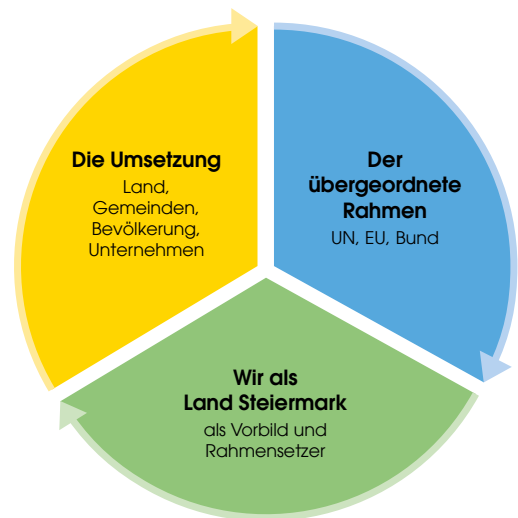 Die Umsetzung
Land,
Gemeinden,
Bevölkerung,
Unternehmen
Der
übergeordnete
Rahmen
UN, EU, Bund
Wir als
Land Steiermark
als Vorbild und
Rahmensetzer